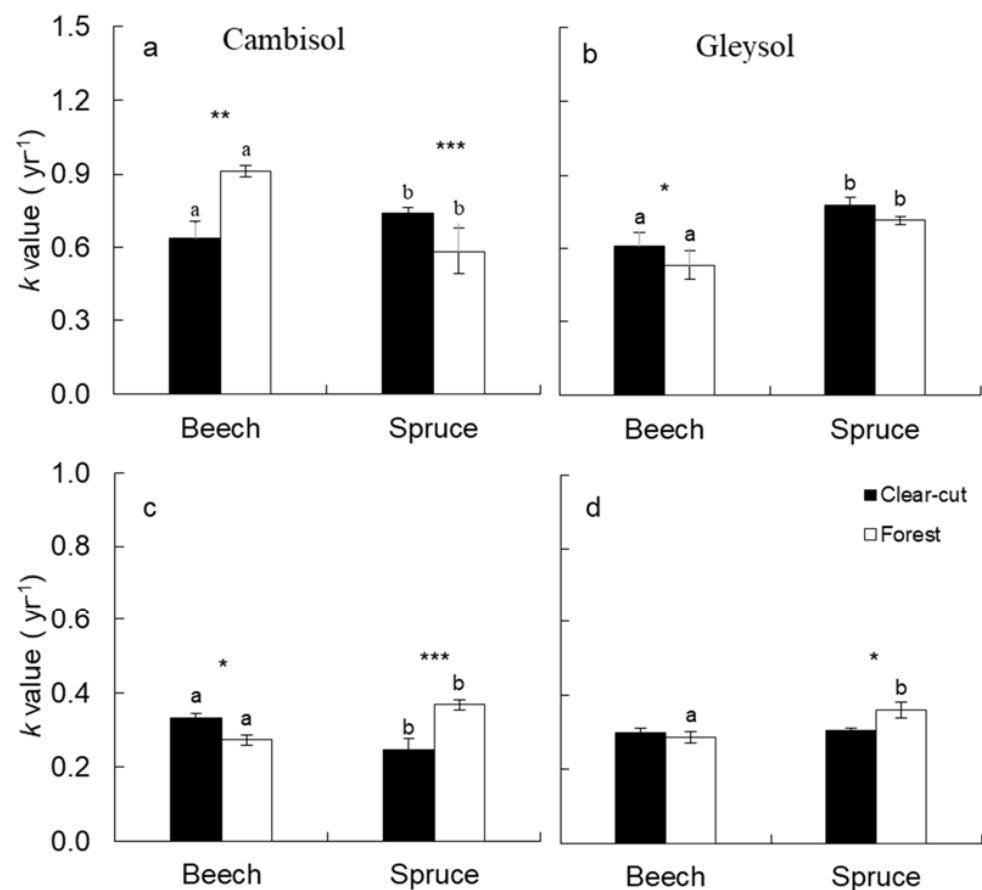 a Cambisol
b Gleysol
1.5
1.2
0.9
0.6
0.3
0.0
k value ( yr-1)
** 
a
a
***
b
b
*
a
a
b
b
Beech Spruce
Beech Spruce
c
d
■ Clear-cut
□ Forest
1.0
0.8
0.6
0.4
0.2
0.0
k value ( yr-1)
*
a
a
***
b
b
a
*
b
Beech Spruce
Beech Spruce